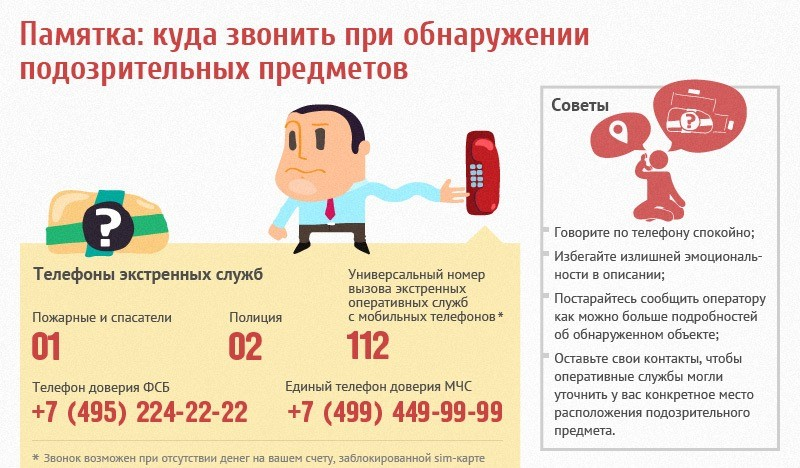 Памятка: куда звонить при обнаружении
подозрительных предметов
?
Телефоны экстренных служб
Пожарные и спасатели
01
Полиция
02
Универсальный номер
вызова экстренных
оперативных служб
с мобильных телефонов*
112
Телефон доверия ФСБ
+7 (495) 224-22-22
Единый телефон доверия МЧС
+7 (499) 449-99-99
* Звонок возможен при отсутствии денег на вашем счету, заблокированной sim-карте
Советы
?
Говорите по телефону спокойно;
Избегайте излишней эмоциональ-
ности в описании;
Постарайтесь сообщить оператору
как можно больше подробностей
об обнаруженном объекте;
Оставьте свои контакты, чтобы
оперативные службы могли
уточнить у вас конкретное место
расположения подозрительного
предмета.